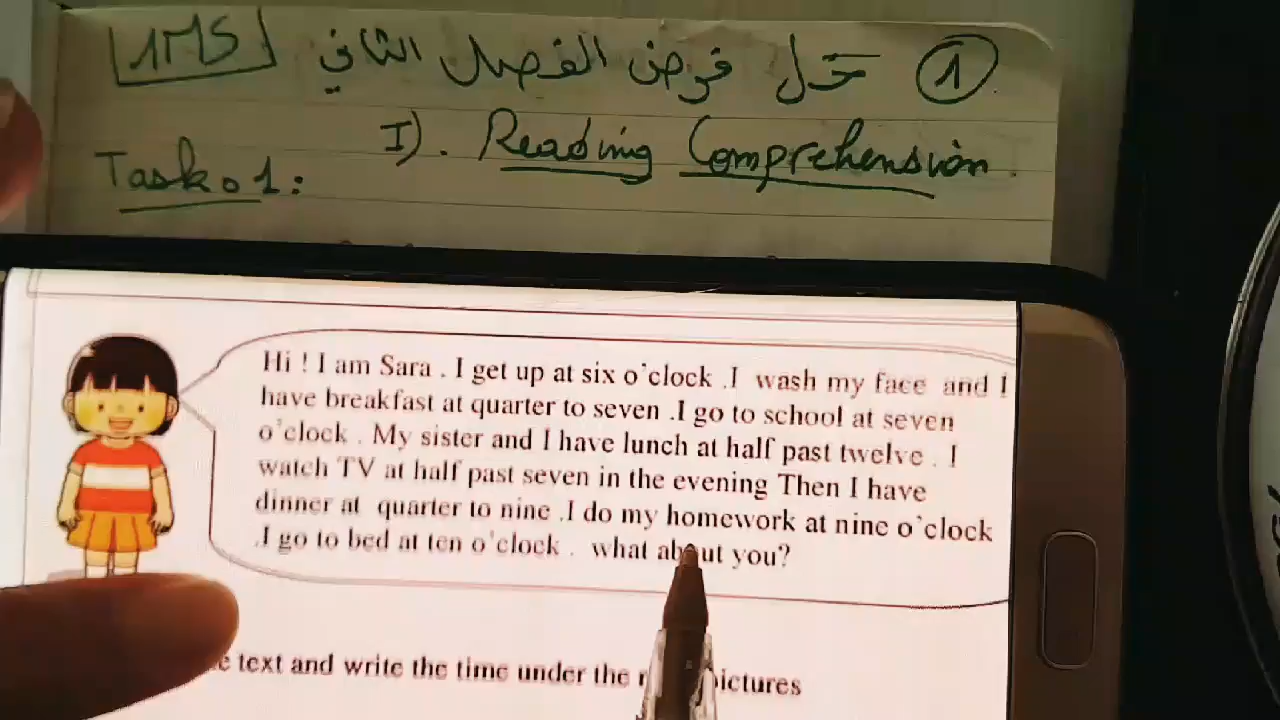 ① حل فرض الفصل الثاني 1MS
I). Reading Comprehension.
Task 01:
Hi ! I am Sara . I get up at six o'clock .I wash my face and I
have breakfast at quarter to seven .I go to school at seven
o'clock . My sister and I have lunch at half past twelve . I
watch TV at half past seven in the evening Then I have
dinner at quarter to nine .I do my homework at nine o'clock
.I go to bed at ten o'clock . what about you?
text and write the time under the